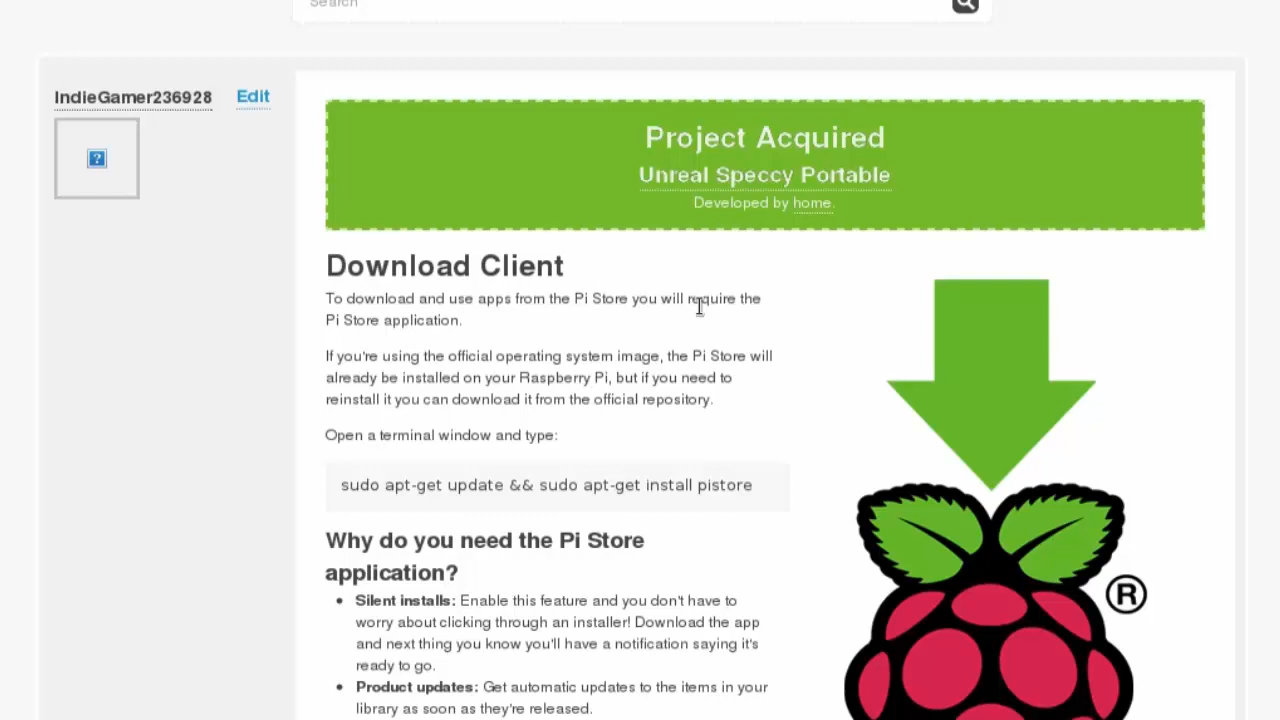 Search
IndieGamer236928 Edit
Project Acquired
Unreal Speccy Portable
Developed by home.
Download Client
To download and use apps from the Pi Store you will require the
Pi Store application.
If you're using the official operating system image, the Pi Store will
already be installed on your Raspberry Pi, but if you need to
reinstall it you can download it from the official repository.
Open a terminal window and type:
sudo apt-get update && sudo apt-get install pistore
Why do you need the Pi Store
application?
• Silent installs: Enable this feature and you don't have to
worry about clicking through an installer! Download the app
and next thing you know you'll have a notification saying it's
ready to go.
• Product updates: Get automatic updates to the items in your
library as soon as they're released.
®